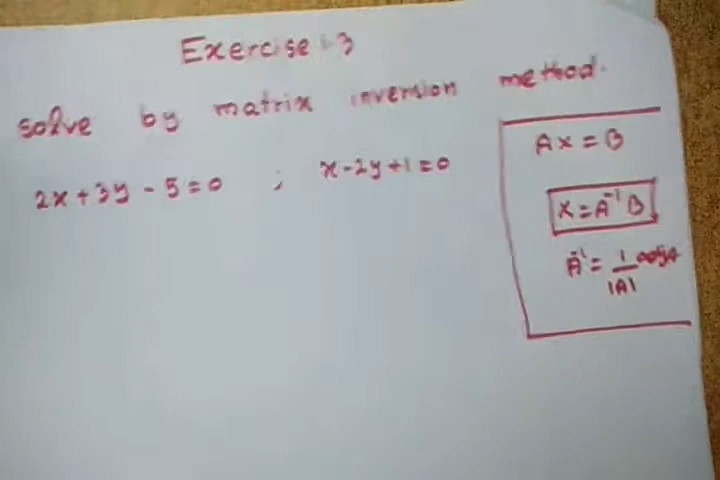 Exercise 1.3
solve by matrix inversion method.
2x + 3y - 5 = 0 ; x - 2y + 1 = 0
AX = B
X = A⁻¹ B
A⁻¹ = 1/|A| adjA